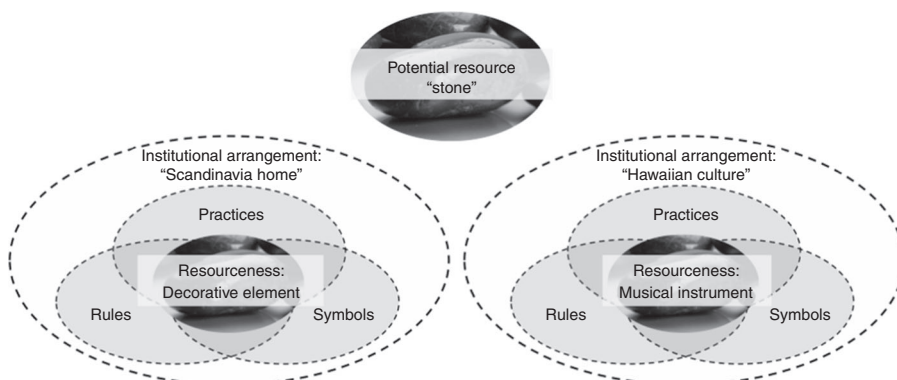 Potential resource
“stone”
Institutional arrangement:
“Scandinavia home”
Practices
Resourceness:
Decorative element
Rules
Symbols
Institutional arrangement:
“Hawaiian culture”
Practices
Resourceness:
Musical instrument
Rules
Symbols